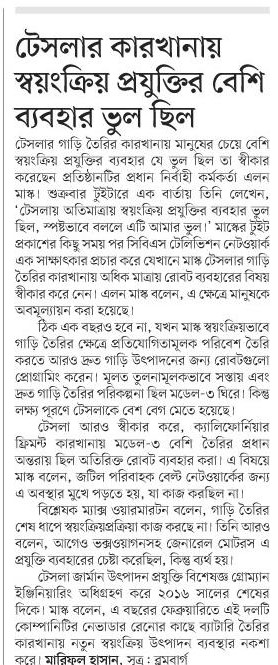 টেসলার কারখানায়
স্বয়ংক্রিয় প্রযুক্তির বেশি
ব্যবহার ভুল ছিল
টেসলার গাড়ি তৈরির কারখানায় মানুষের চেয়ে বেশি
স্বয়ংক্রিয় প্রযুক্তির ব্যবহার যে ভুল ছিল তা স্বীকার
করেছেন প্রতিষ্ঠানটির প্রধান নির্বাহী কর্মকর্তা এলন
মাস্ক। শুক্রবার টুইটারে এক বার্তায় তিনি লেখেন,
‘টেসলায় অতিমাত্রায় স্বয়ংক্রিয় প্রযুক্তির ব্যবহার ভুল
ছিল, স্পষ্টভাবে বললে এটি আমার ভুল।’ মাস্কের টুইট
প্রকাশের কিছু সময় পর সিবিএস টেলিভিশন নেটওয়ার্ক
এক সাক্ষাৎকার প্রচার করে যেখানে মাস্ক টেসলার গাড়ি
তৈরির কারখানায় অধিক মাত্রায় রোবট ব্যবহারের বিষয়
স্বীকার করে নেন। এলন মাস্ক বলেন, এ ক্ষেত্রে মানুষকে
অবমূল্যায়ন করা হয়েছে।
ঠিক এক বছরও হবে না, যখন মাস্ক স্বয়ংক্রিয়ভাবে
গাড়ি তৈরির ক্ষেত্রে প্রতিযোগিতামূলক পরিবেশ তৈরি
করতে আরও দ্রুত গাড়ি উৎপাদনের জন্য রোবটগুলো
প্রোগ্রামিং করেন। মূলত তুলনামূলকভাবে সস্তায় এবং
দ্রুত গাড়ি তৈরির পরিকল্পনা ছিল মডেল-৩ ঘিরে। কিন্তু
লক্ষ্য পূরণে টেসলাকে বেশ বেগ মেতে হয়েছে।
টেসলা আরও স্বীকার করে, ক্যালিফোর্নিয়ার
ফ্রিমন্ট কারখানায় মডেল-৩ বেশি তৈরির প্রধান
অন্তরায় ছিল অতিরিক্ত রোবট ব্যবহার করা। এ বিষয়ে
মাস্ক বলেন, জটিল পরিবাহক বেল্ট নেটওয়ার্কের জন্য
এ অবস্থার মুখে পড়তে হয়, যা কাজ করছিল না।
বিশ্লেষক ম্যাক্স ওয়ারমারটন বলেন, গাড়ি তৈরির
শেষ ধাপে স্বয়ংক্রিয়প্রক্রিয়া কাজ করছে না। তিনি আরও
বলেন, আগেও ভক্সওয়াগনসহ জেনারেল মোটরস এ
প্রযুক্তি ব্যবহারের চেষ্টা করেছিল, কিন্তু ব্যর্থ হয়।
টেসলা জার্মান উৎপাদন প্রযুক্তি বিশেষজ্ঞ গ্রোম্যান
ইঞ্জিনিয়ারিং অধিগ্রহণ করে ২০১৬ সালের শেষের
দিকে। মাস্ক বলেন, এ বছরের ফেব্রুয়ারিতে এই দলটি
কোম্পানিটির নেভাডার রেনোর কাছে ব্যাটারি তৈরির
কারখানায় নতুন স্বয়ংক্রিয় উৎপাদন ব্যবস্থার নকশা
করে। মারিফুল হাসান, সূত্র : ব্লুমবার্গ